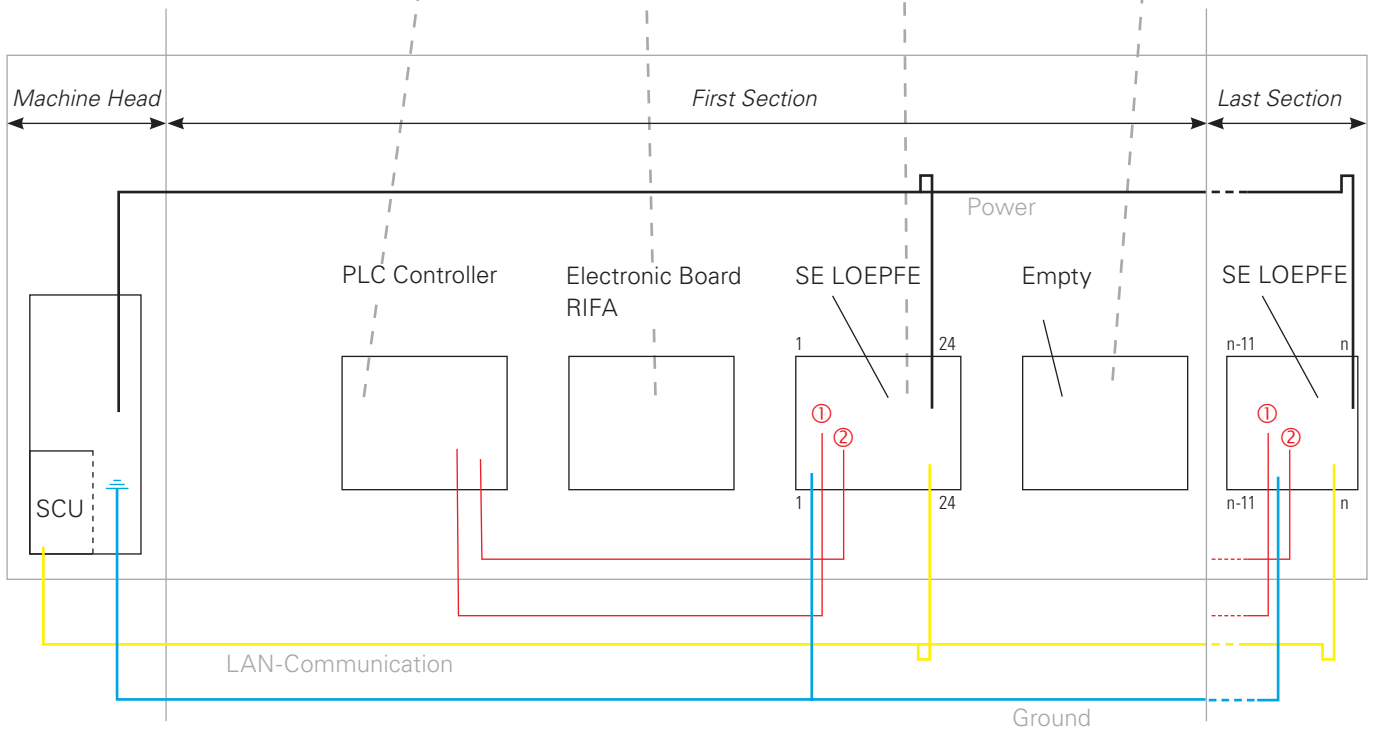 Machine Head
First Section
Last Section
Power
PLC Controller
Electronic Board
RIFA
SE LOEPFE
Empty
SE LOEPFE
1
24
n-11
n
①
②
①
②
SCU
1
24
n-11
n
LAN-Communication
Ground